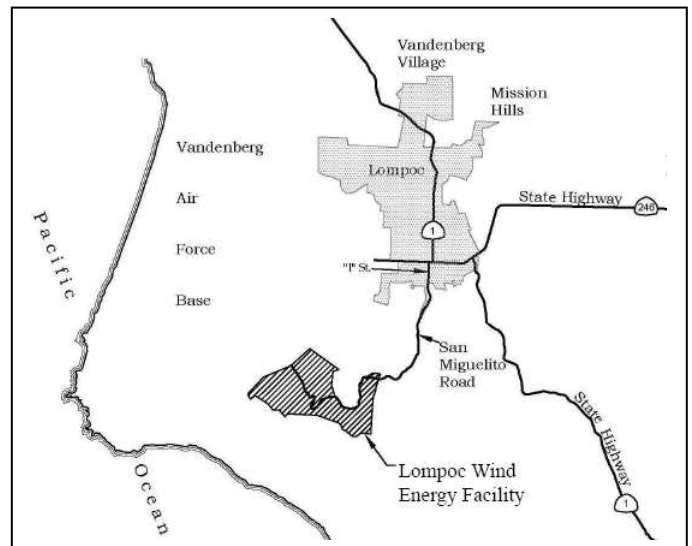 Vandenberg
Village
Mission
Hills
Vandenberg
Lompoc
Air
State Highway
246
Pacific
1
Force
"I" St.
Base
San
Miguelito
Road
State Highway
Lompoc Wind
Energy Facility
Ocean
1